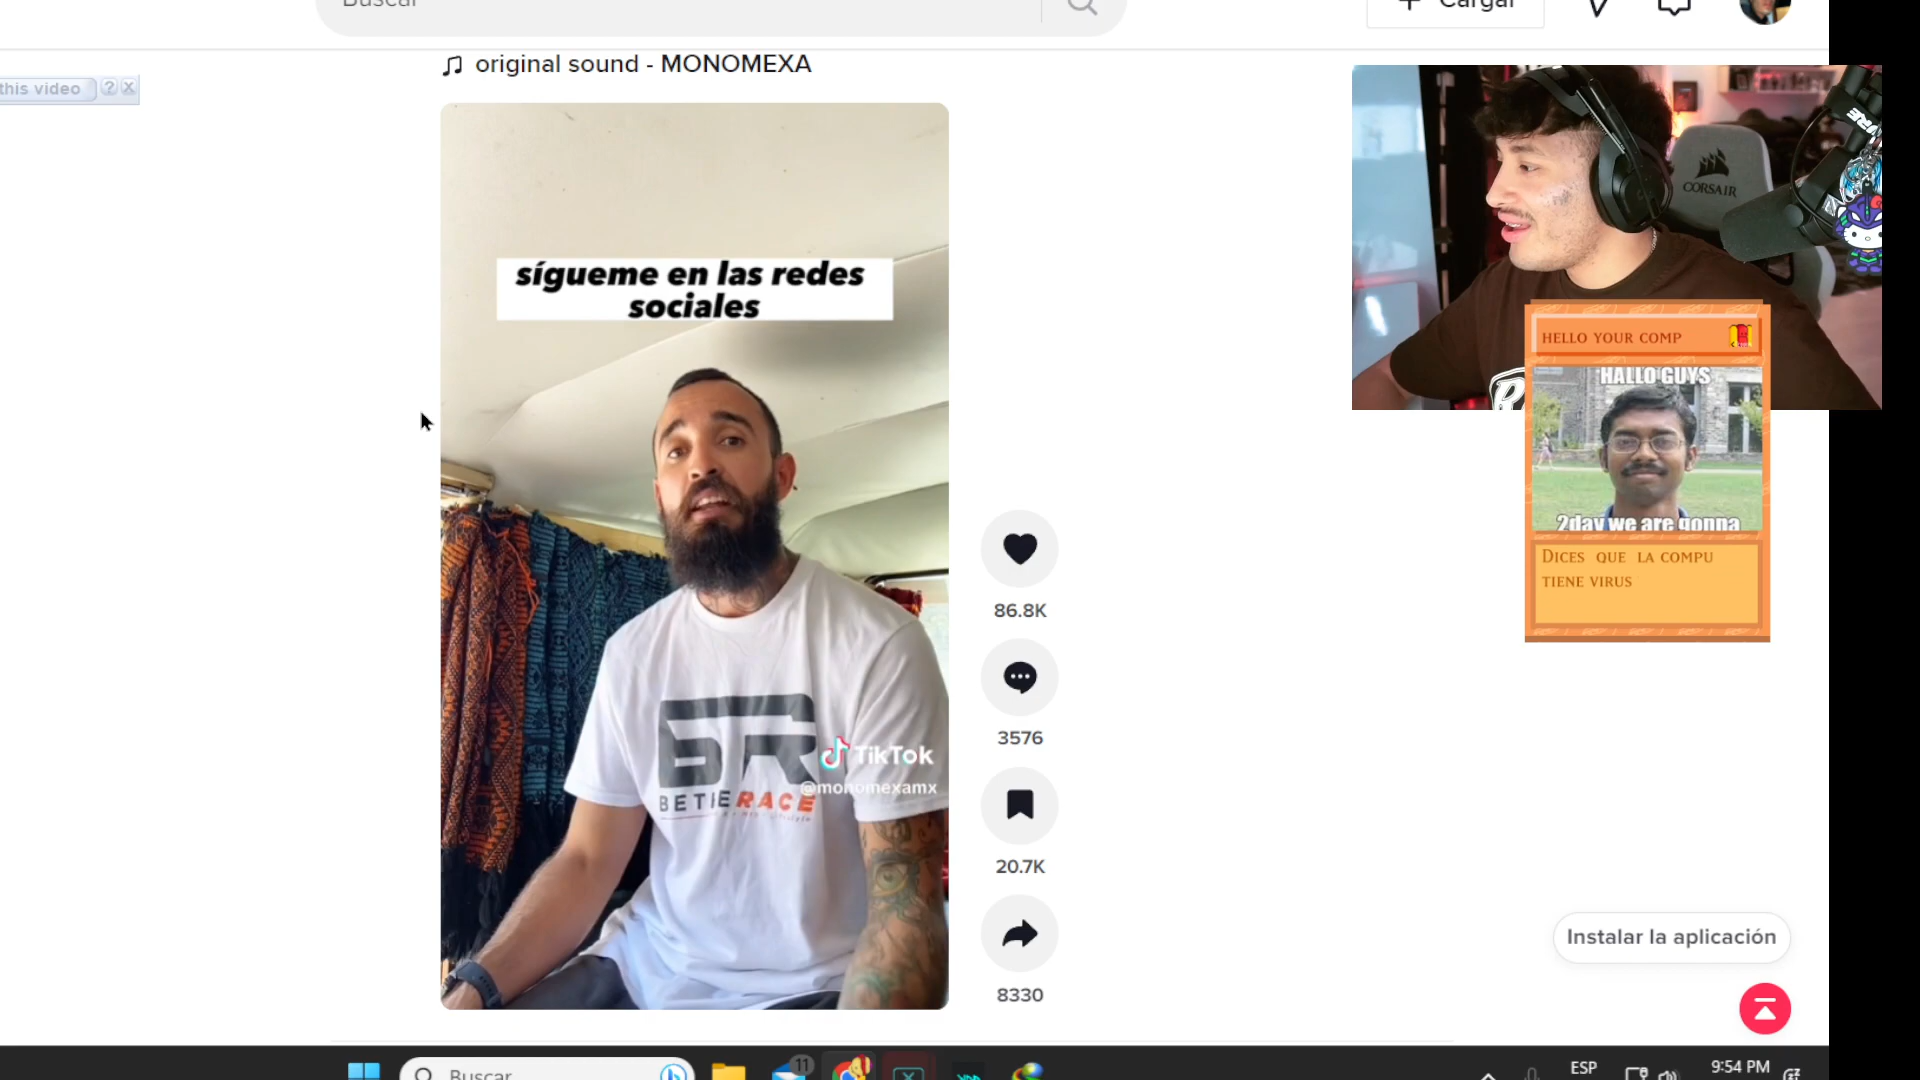 Buscar
Cargar
this video
?
X
original sound - MONOMEXA
sígueme en las redes
sociales
BETHERACE
TikTok
@monomexamx
86.8K
3576
20.7K
8330
CORSAIR
HELLO YOUR COMP
HALLO GUYS
2day we are gonna
DICES QUE LA COMPU
TIENE VIRUS
Instalar la aplicación
Buscar
11
ESP
9:54 PM